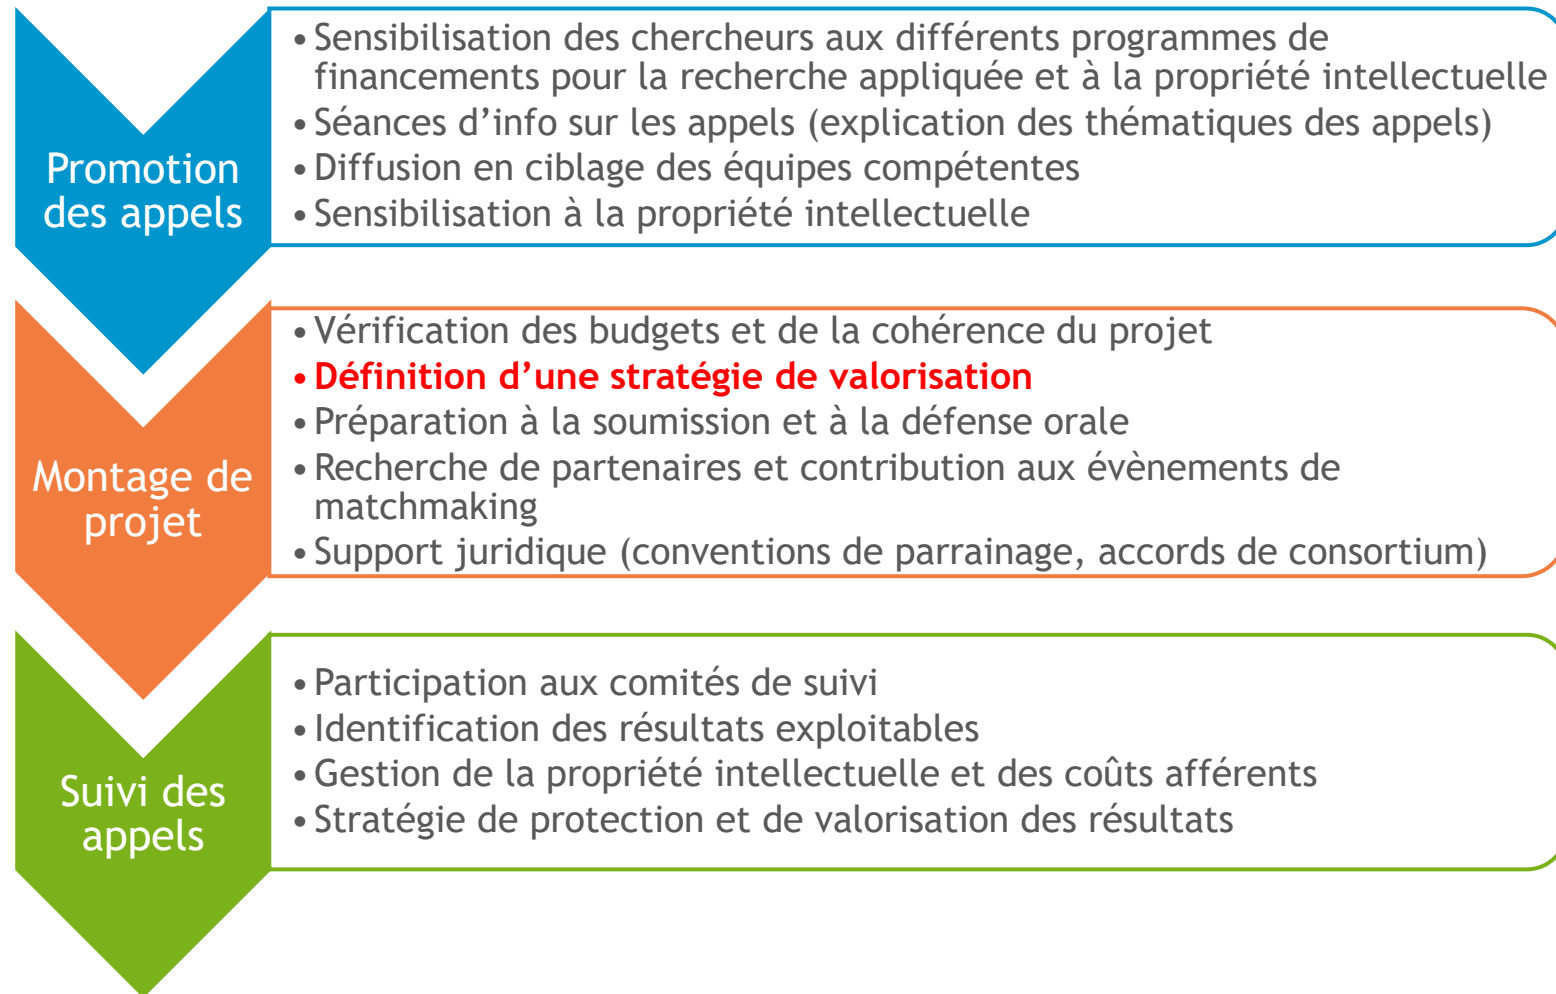 Promotion
des appels
• Sensibilisation des chercheurs aux différents programmes de
financements pour la recherche appliquée et à la propriété intellectuelle
• Séances d’info sur les appels (explication des thématiques des appels)
• Diffusion en ciblage des équipes compétentes
• Sensibilisation à la propriété intellectuelle
Montage de
projet
• Vérification des budgets et de la cohérence du projet
• Définition d’une stratégie de valorisation
• Préparation à la soumission et à la défense orale
• Recherche de partenaires et contribution aux évènements de
matchmaking
• Support juridique (conventions de parrainage, accords de consortium)
Suivi des
appels
• Participation aux comités de suivi
• Identification des résultats exploitables
• Gestion de la propriété intellectuelle et des coûts afférents
• Stratégie de protection et de valorisation des résultats